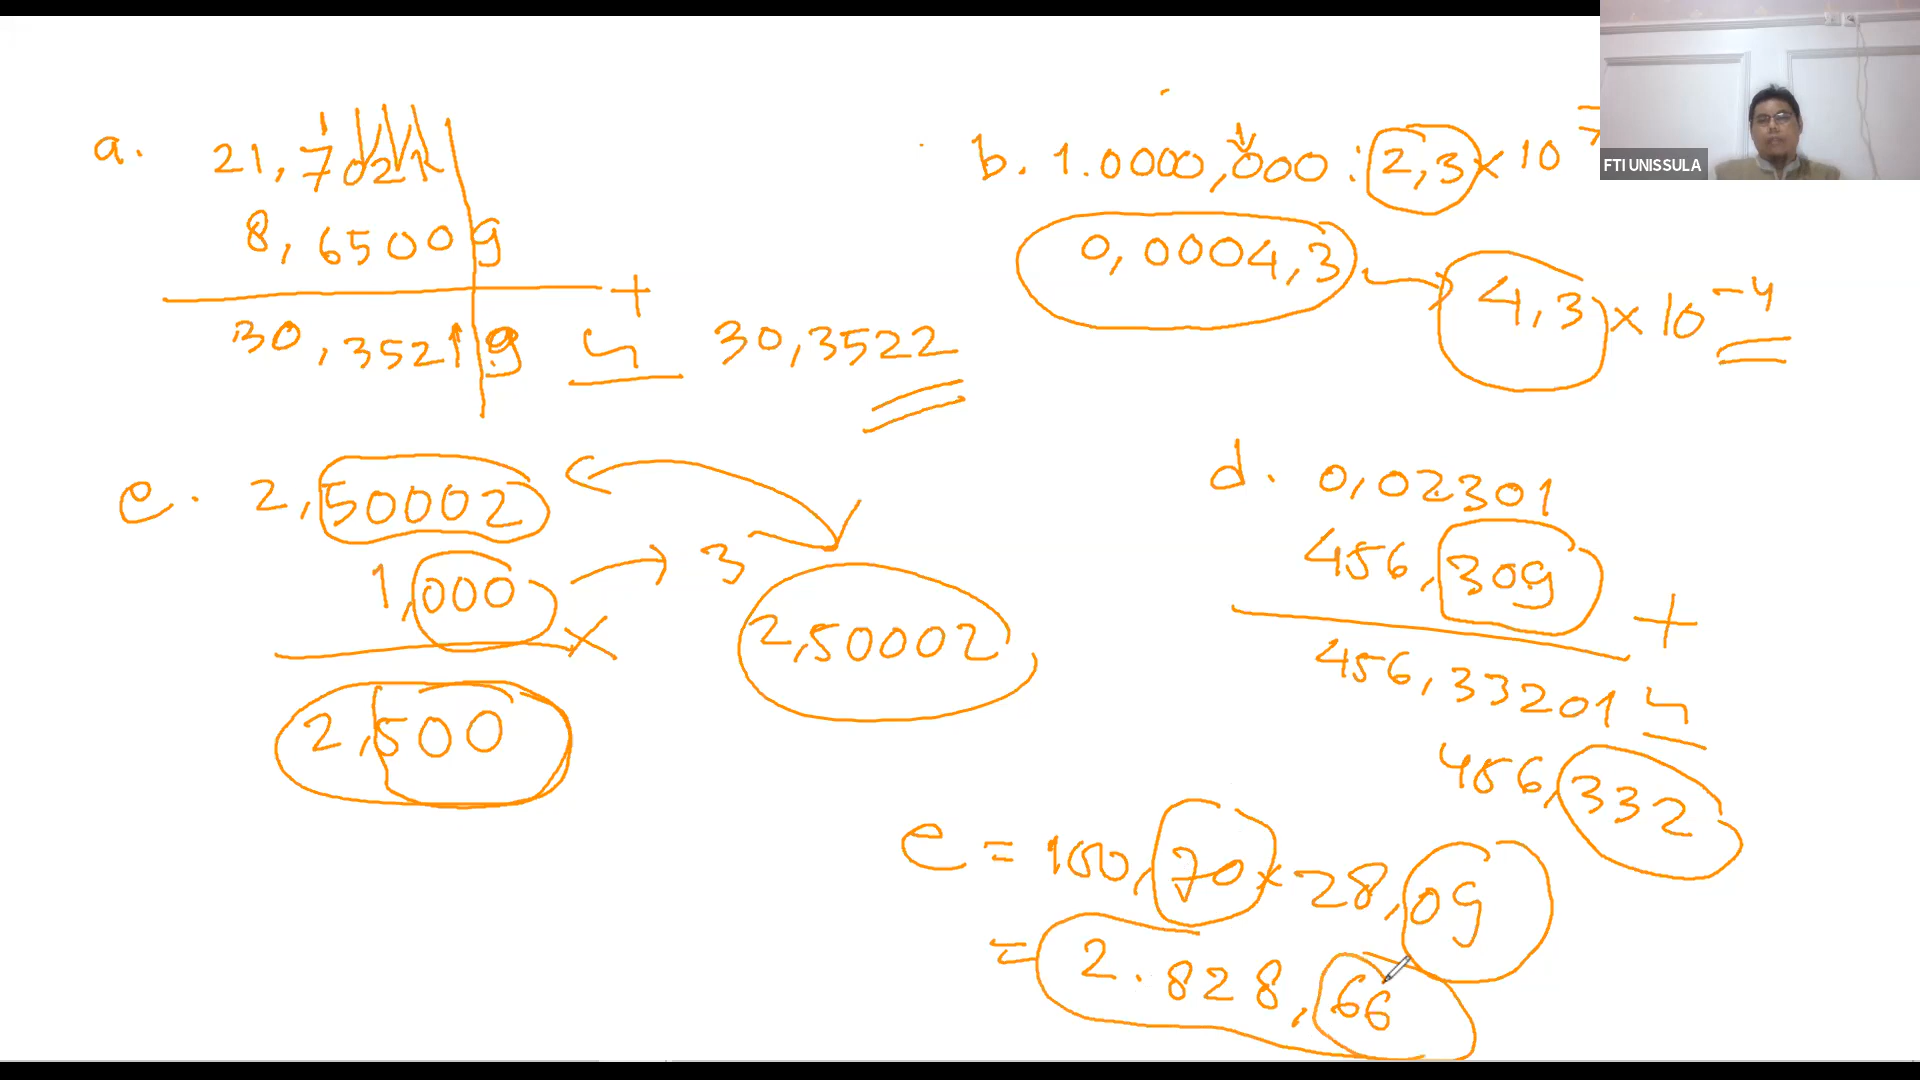 a. 21,7021
8,6500g
+
30,3521g ↳ 30,3522
b. 1.0000,000 : 2,3 × 10
0,0004,3
4,3 × 10⁻⁴
FTI UNISSULA
c. 2,50002
1,000 → 3
×
2,500
2,50002
d. 0,02301
456,309
+
456,33201 ↳
456,332
e = 100,70 × 28,09
= 2.828,66